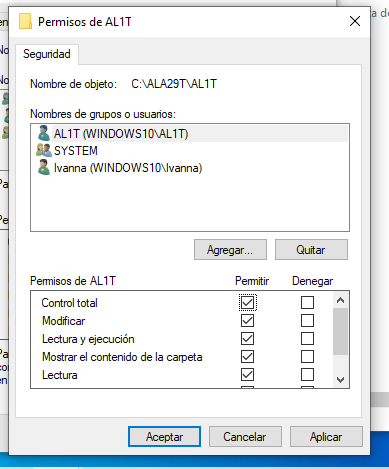 Permisos de AL1T
Seguridad
Nombre de objeto: C:\ALA29T\AL1T
Nombres de grupos o usuarios:
AL1T (WINDOWS10\AL1T)
SYSTEM
Ivanna (WINDOWS10\Ivanna)
Agregar... Quitar
Permisos de AL1T Permitir Denegar
Control total
Modificar
Lectura y ejecución
Mostrar el contenido de la carpeta
Lectura
Aceptar Cancelar Aplicar